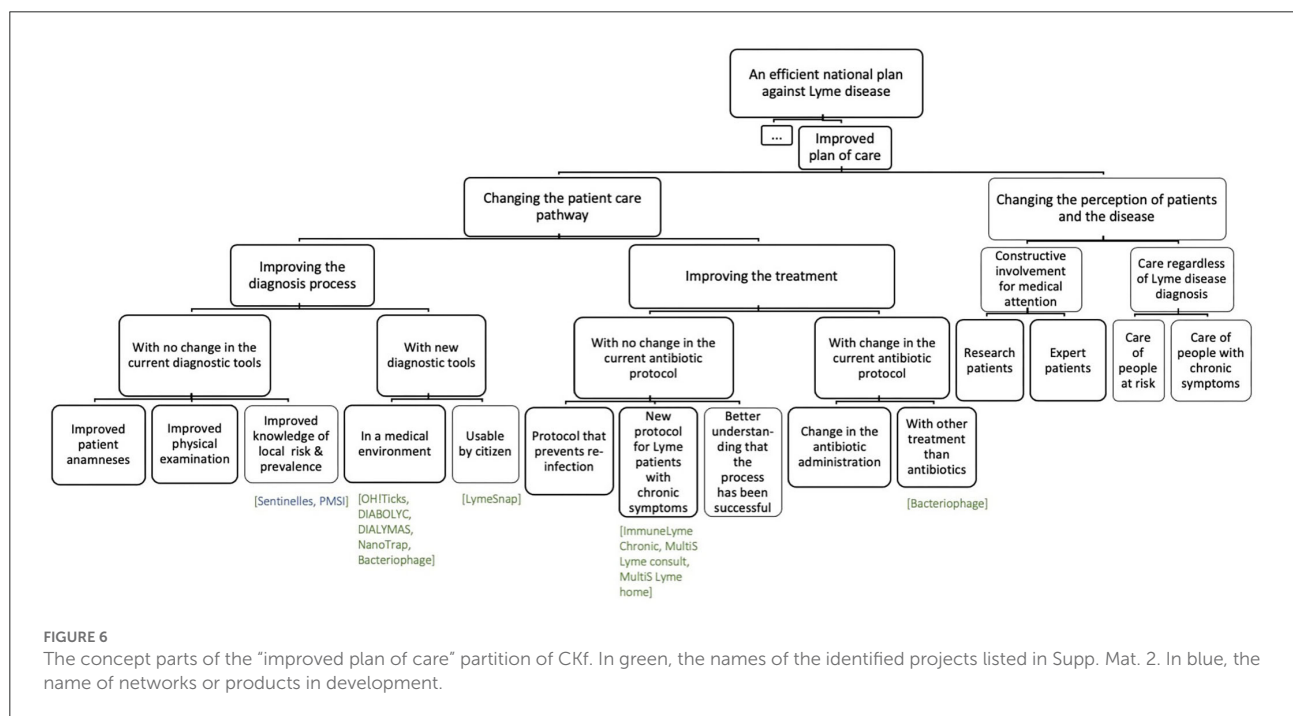 An efficient national plan
against Lyme disease
...
Improved
plan of care
Changing the patient care
pathway
Changing the perception of patients
and the disease
Improving the
diagnosis process
Improving the treatment
Constructive
involvement
for medical
attention
Care regardless
of Lyme disease
diagnosis
With no change in the
current diagnostic tools
With new
diagnostic tools
With no change in the
current antibiotic
protocol
With change in the
current antibiotic
protocol
Research
patients
Expert
patients
Care
of
people
at risk
Care of
people with
chronic
symptoms
Improved
patient
anamneses
Improved
physical
examination
Improved
knowledge of
local risk &
prevalence
In a medical
environment
Usable
by citizen
Protocol that
prevents re-
infection
New
protocol for
Lyme
patients
with
chronic
symptoms
Better
understan-
ding that
the
process
has been
successful
Change in the
antibiotic
administration
With other
treatment
than
antibiotics
[Sentinelles, PMSI]
[OH!Ticks,
DIABOLYC,
DIALYMAS,
NanoTrap,
Bacteriophage]
[LymeSnap]
[ImmuneLyme
Chronic, MultiS
Lyme consult,
MultiS Lyme
home]
[Bacteriophage]
FIGURE 6
The concept parts of the “improved plan of care” partition of CKf. In green, the names of the identified projects listed in Supp. Mat. 2. In blue, the
name of networks or products in development.